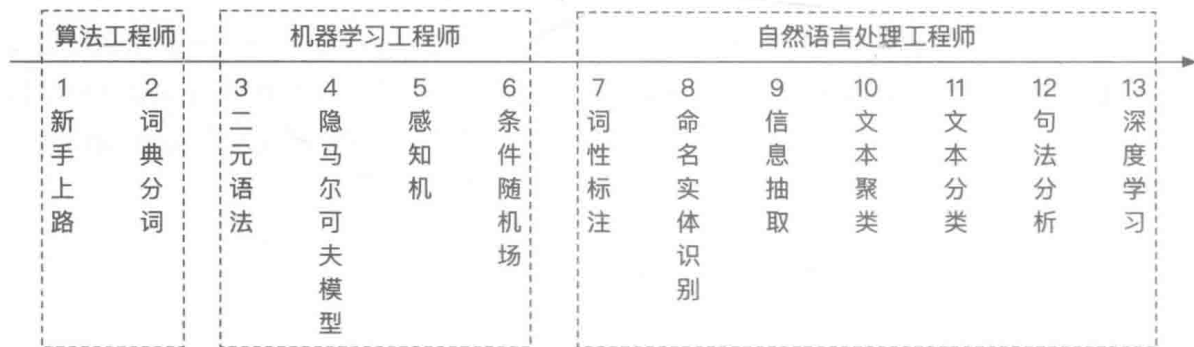 算法工程师
机器学习工程师
自然语言处理工程师
1
新手上路
2
词典分词
3
二元语法
4
隐马尔可夫模型
5
感知机
6
条件随机场
7
词性标注
8
命名实体识别
9
信息抽取
10
文本聚类
11
文本分类
12
句法分析
13
深度学习